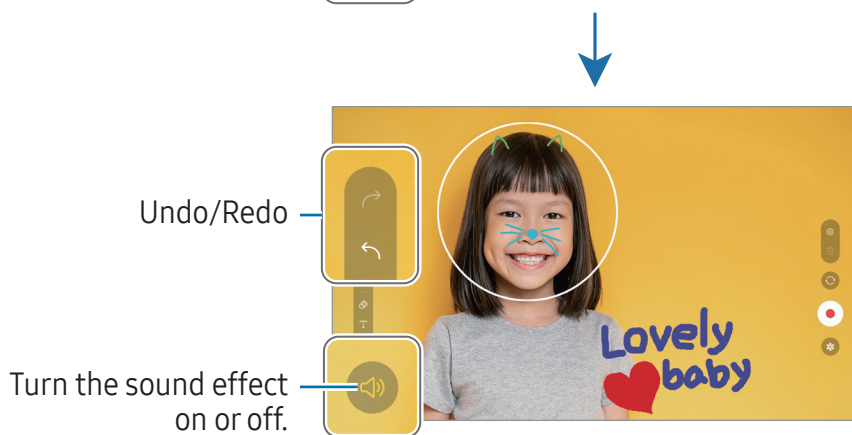 Undo/Redo
T
Turn the sound effect
on or off.
Lovely
baby